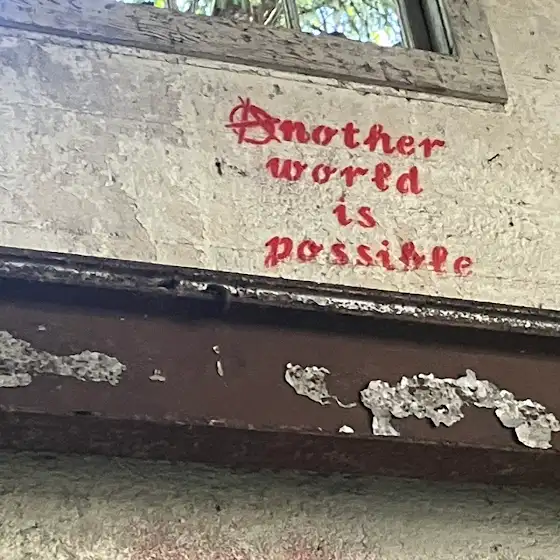 Another
world
is
possible